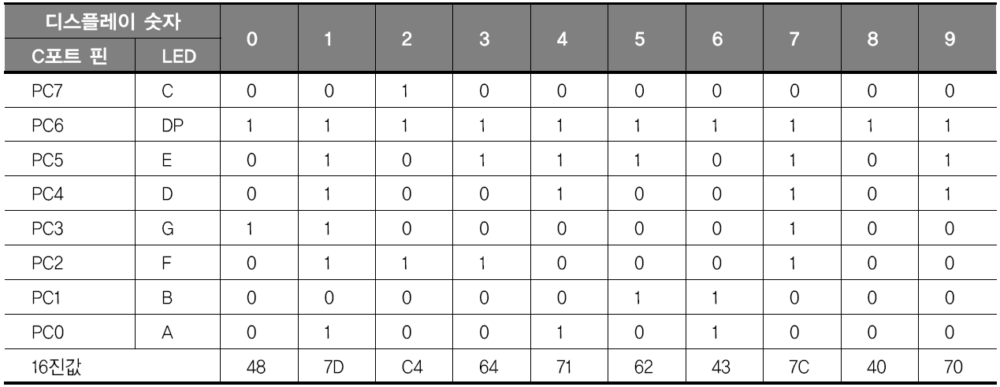 디스플레이 숫자 0 1 2 3 4 5 6 7 8 9
C포트 핀 LED
PC7 C 0 0 1 0 0 0 0 0 0 0
PC6 DP 1 1 1 1 1 1 1 1 1 1
PC5 E 0 1 0 1 1 1 0 1 0 1
PC4 D 0 1 0 0 1 0 0 1 0 1
PC3 G 1 1 0 0 0 0 0 1 0 0
PC2 F 0 1 1 1 0 0 0 1 0 0
PC1 B 0 0 0 0 0 1 1 0 0 0
PC0 A 0 1 0 0 1 0 1 0 0 0
16진값 48 7D C4 64 71 62 43 7C 40 70